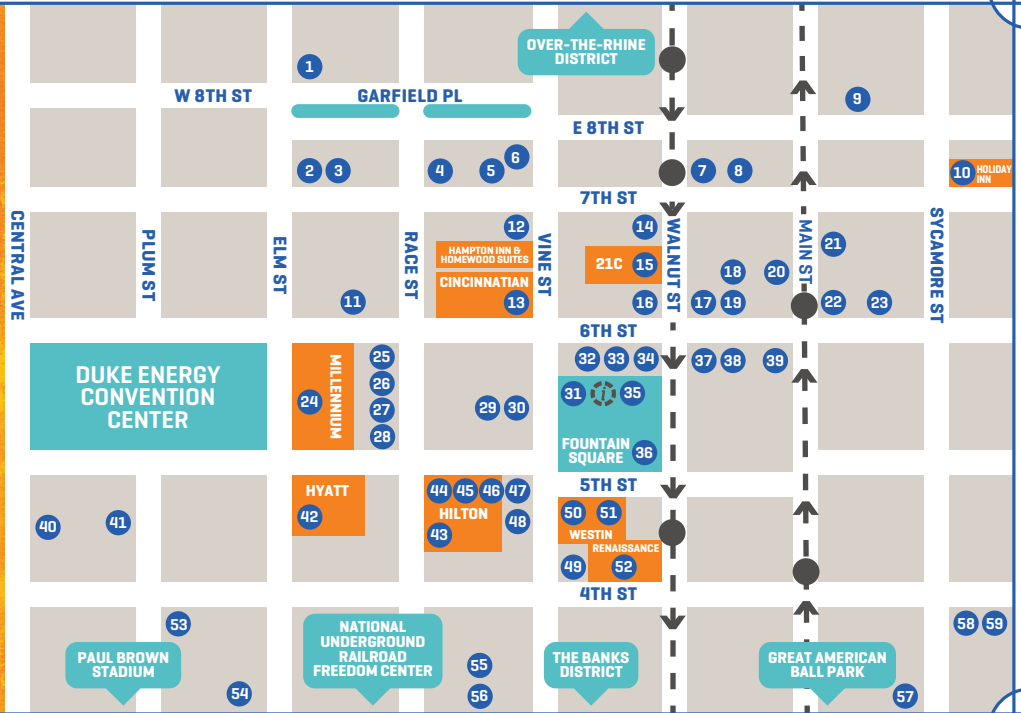 OVER-THE-RHINE
DISTRICT
1
W 8TH ST
GARFIELD PL
9
E 8TH ST
2
3
4
5
6
7
8
10
HOLIDAY
INN
7TH ST
CENTRAL AVE
PLUM ST
ELM ST
RACE ST
VINE ST
WALNUT ST
MAIN ST
SYCAMORE ST
12
HAMPTON INN &
HOMEWOOD SUITES
CINCINNATIAN
13
11
14
21C
15
16
18
20
17
19
21
22
23
6TH ST
DUKE ENERGY
CONVENTION
CENTER
24
MILLENNIUM
25
26
27
28
29
30
32
33
34
31
i
35
FOUNTAIN
SQUARE
36
37
38
39
5TH ST
40
41
HYATT
42
44
45
46
47
HILTON
43
48
50
51
WESTIN
RENAISSANCE
49
52
4TH ST
53
PAUL BROWN
STADIUM
54
NATIONAL
UNDERGROUND
RAILROAD
FREEDOM CENTER
55
56
THE BANKS
DISTRICT
GREAT AMERICAN
BALL PARK
57
58
59